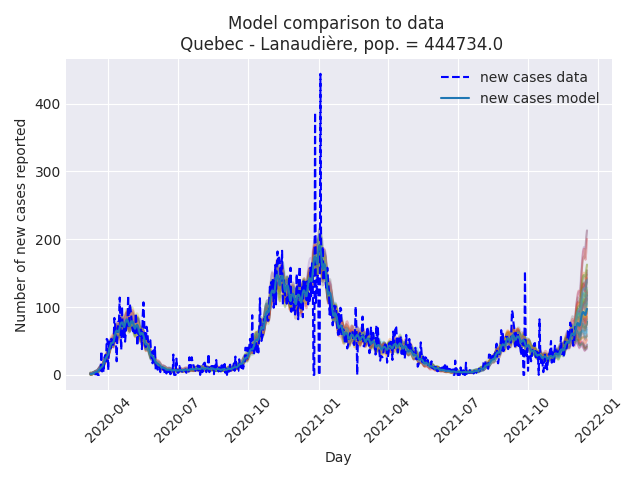 Model comparison to data
Quebec - Lanaudière, pop. = 444734.0
new cases data
new cases model
Number of new cases reported
400
300
200
100
0
2020-04
2020-07
2020-10
2021-01
2021-04
2021-07
2021-10
2022-01
Day